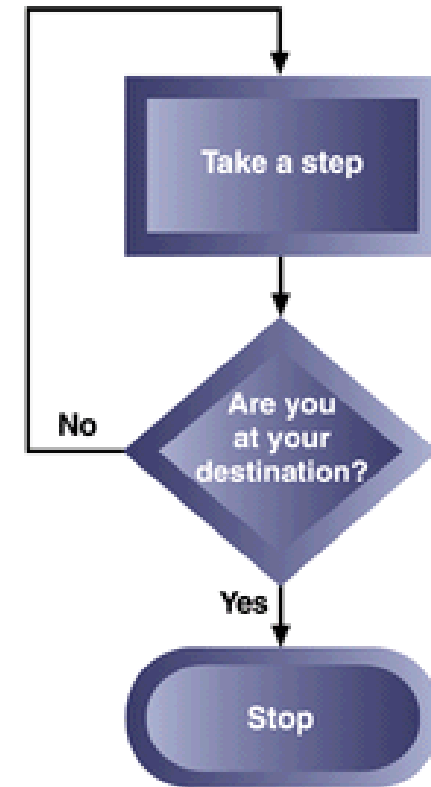 Take a step
Are you
at your
destination?
No
Yes
Stop